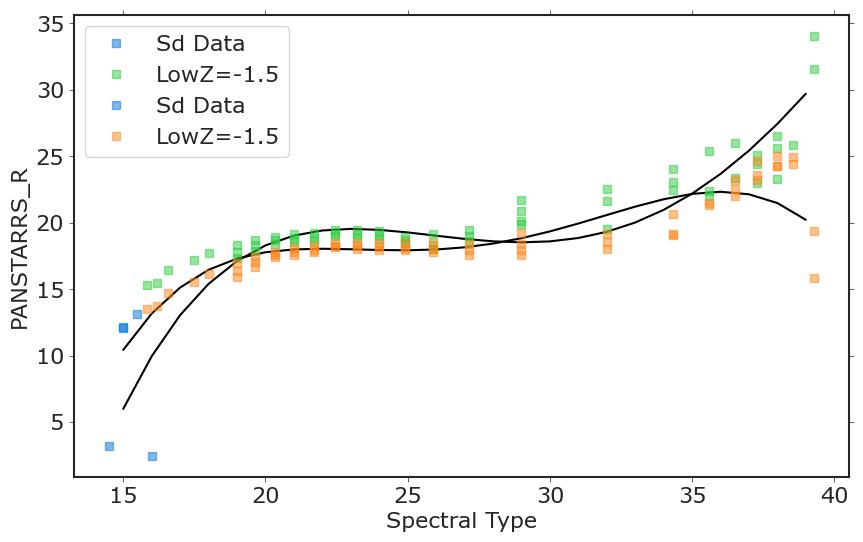 35
30
25
20
15
10
5
PANSTARRS_R
Sd Data
LowZ=-1.5
Sd Data
LowZ=-1.5
15 20 25 30 35 40
Spectral Type